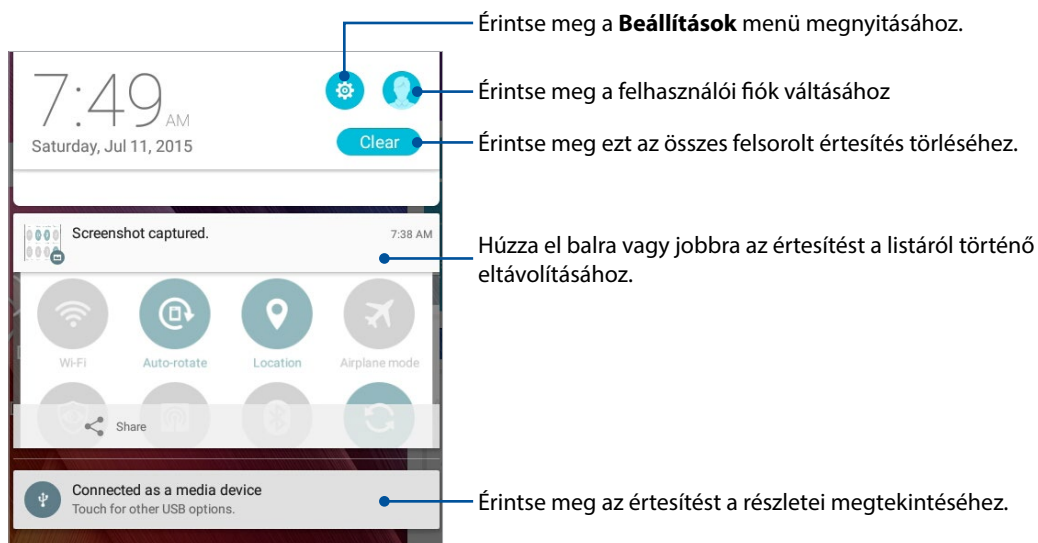 Érintse meg a Beállítások menü megnyitásához.
7:49 AM
Saturday, Jul 11, 2015
Érintse meg a felhasználói fiók váltásához
Clear
Érintse meg ezt az összes felsorolt értesítés törléséhez.
Screenshot captured.
7:38 AM
Húzza el balra vagy jobbra az értesítést a listáról történő
eltávolításához.
Wi-Fi
Auto-rotate
Location
Airplane mode
Share
Connected as a media device
Touch for other USB options.
Érintse meg az értesítést a részletei megtekintéséhez.